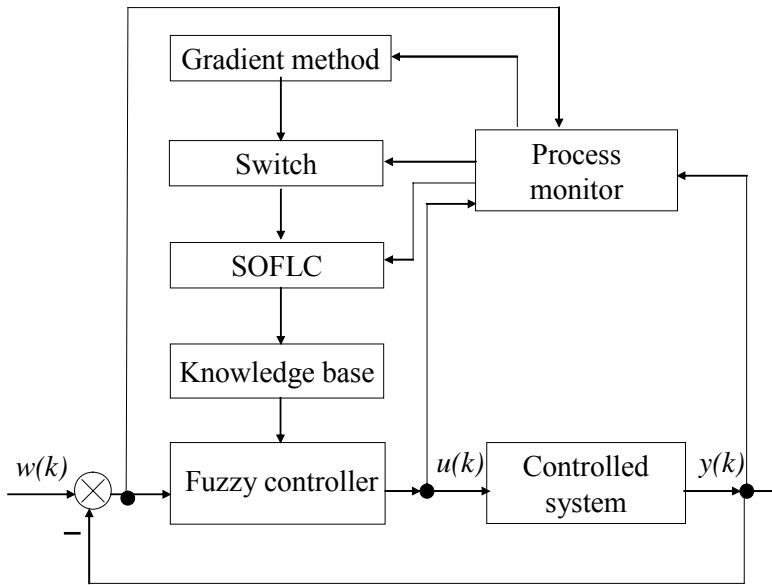 Gradient method
Switch
Process
monitor
SOFLC
Knowledge base
w(k)
Fuzzy controller
u(k)
Controlled
system
y(k)
−